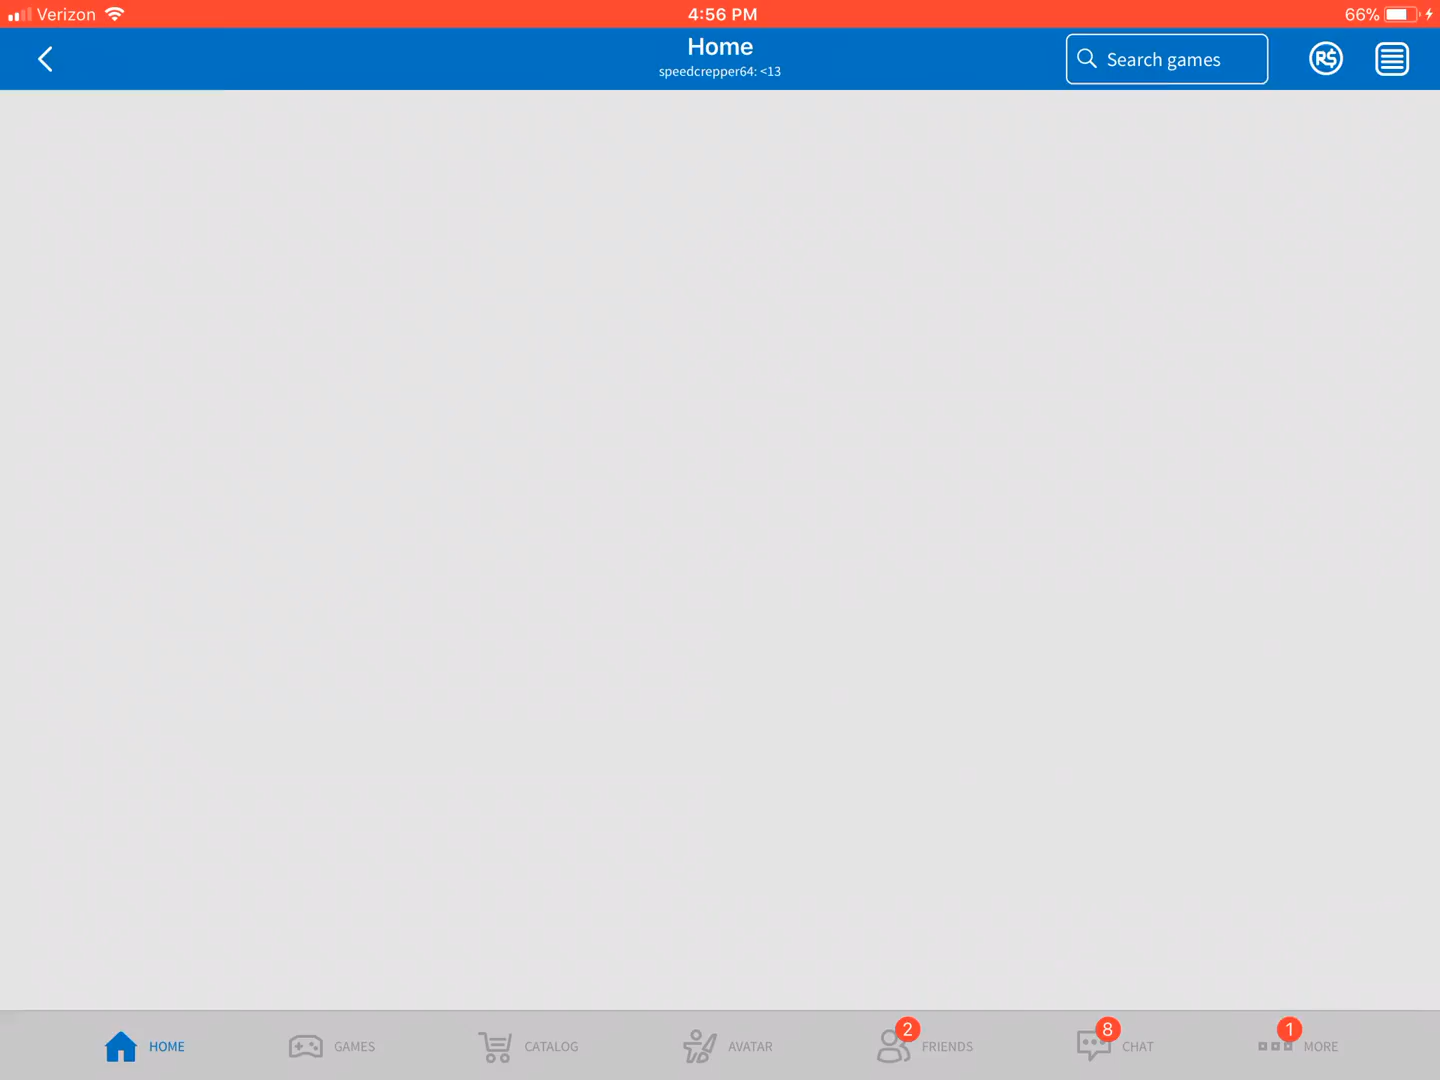 Verizon 4:56 PM 66%
Home
speedcrepper64: <13
Search games
R$
HOME GAMES CATALOG AVATAR 2 FRIENDS 8 CHAT 1 MORE